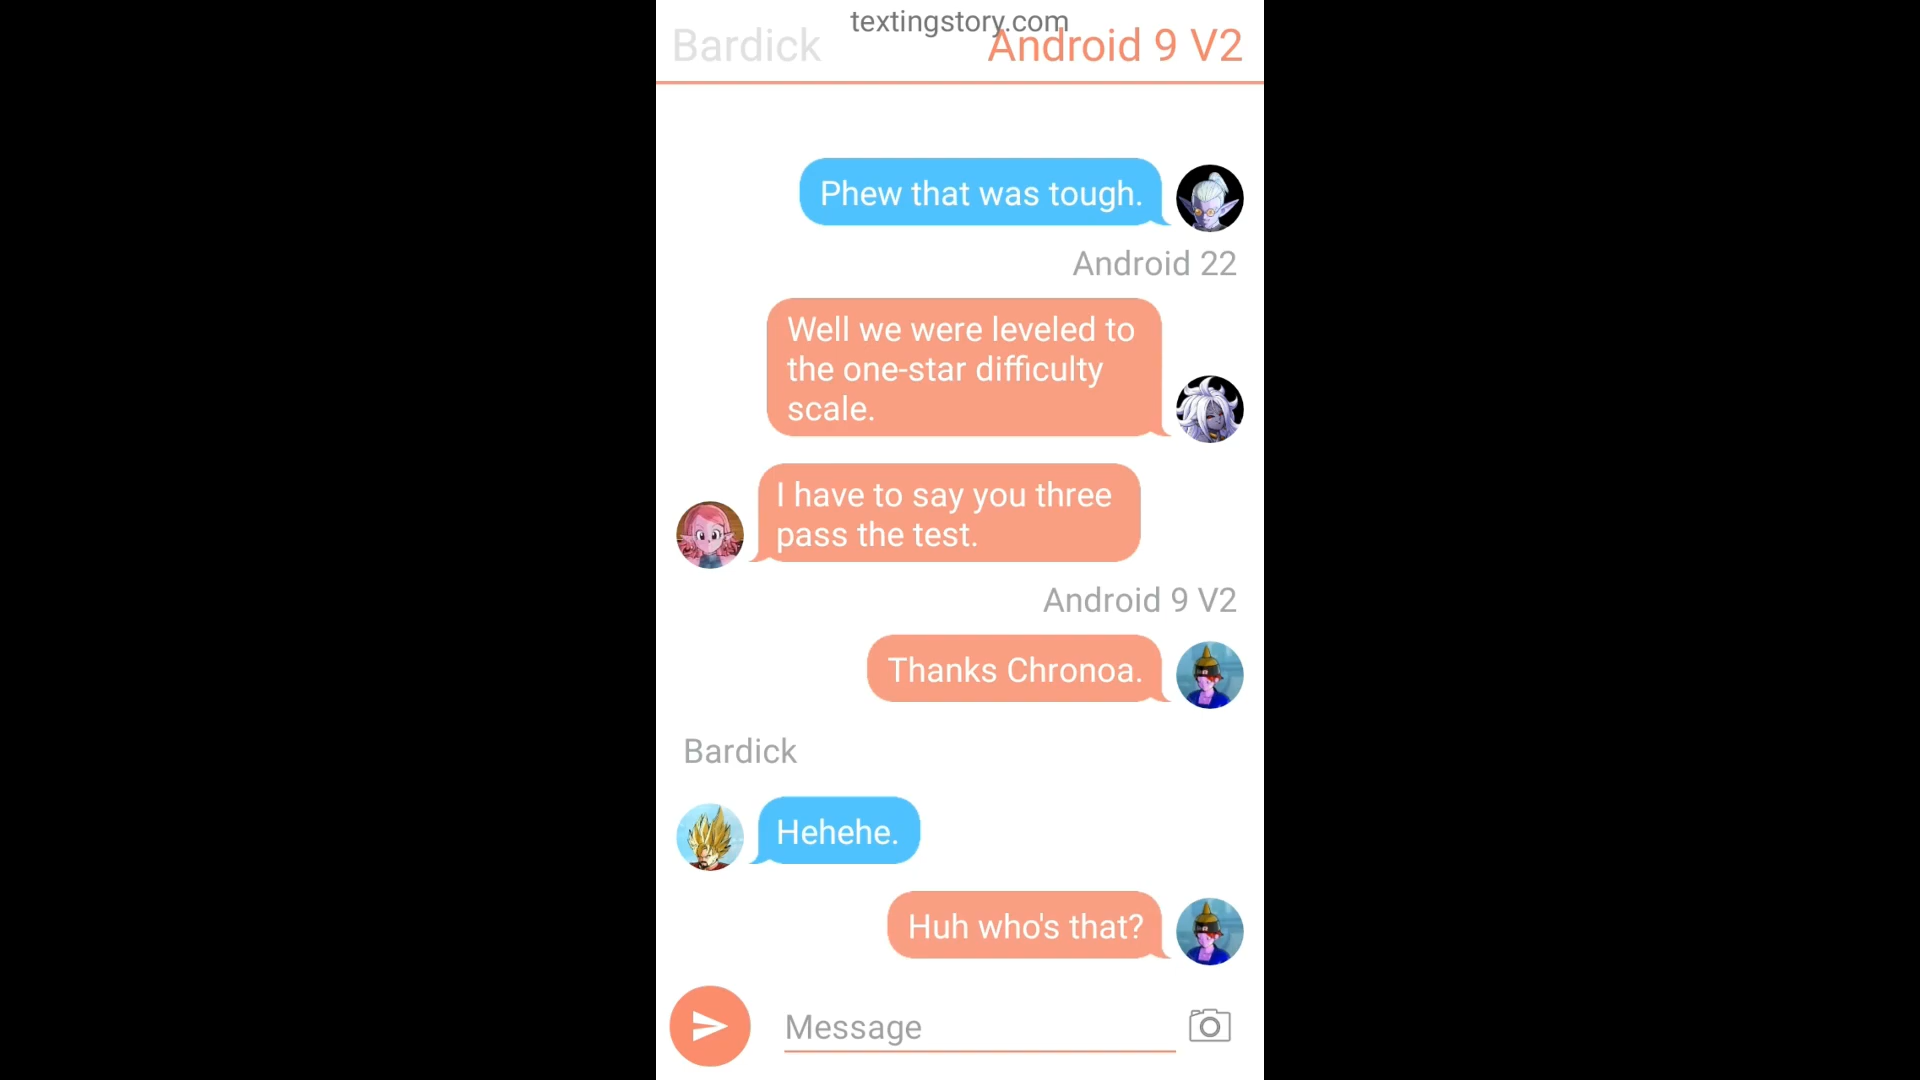 textingstory.com
Bardick
Android 9 V2
Phew that was tough.
Android 22
Well we were leveled to
the one-star difficulty
scale.
I have to say you three
pass the test.
Android 9 V2
Thanks Chronoa.
Bardick
Hehehe.
Huh who's that?
Message